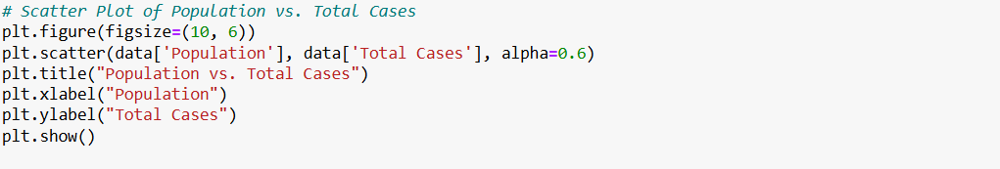 # Scatter Plot of Population vs. Total Cases
plt.figure(figsize=(10, 6))
plt.scatter(data['Population'], data['Total Cases'], alpha=0.6)
plt.title("Population vs. Total Cases")
plt.xlabel("Population")
plt.ylabel("Total Cases")
plt.show()